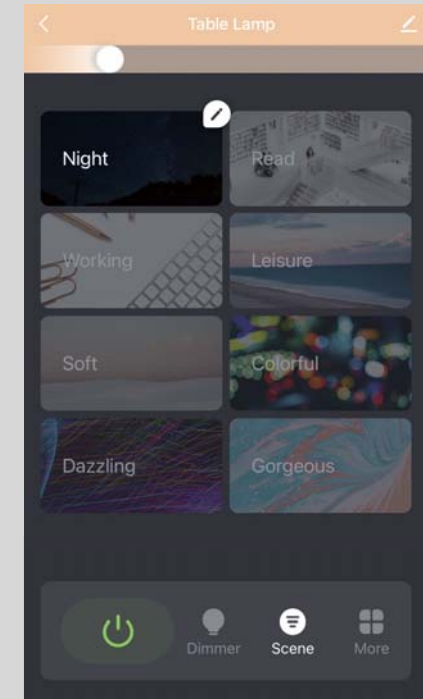 Table Lamp
Night
Read
Working
Leisure
Soft
Colorful
Dazzling
Gorgeous
Dimmer
Scene
More